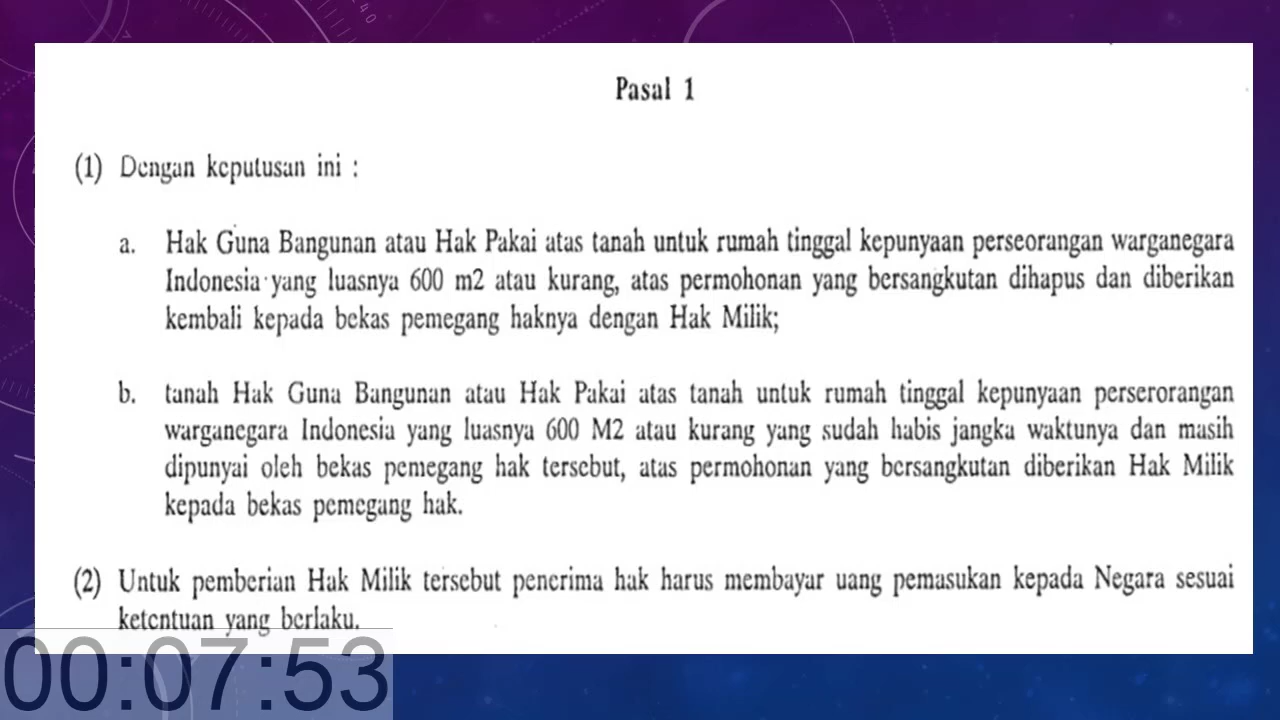 40
Pasal 1
(1) Dengan keputusan ini :
a. Hak Guna Bangunan atau Hak Pakai atas tanah untuk rumah tinggal kepunyaan perseorangan warganegara
Indonesia yang luasnya 600 m2 atau kurang, atas permohonan yang bersangkutan dihapus dan diberikan
kembali kepada bekas pemegang haknya dengan Hak Milik;
b. tanah Hak Guna Bangunan atau Hak Pakai atas tanah untuk rumah tinggal kepunyaan perserorangan
warganegara Indonesia yang luasnya 600 M2 atau kurang yang sudah habis jangka waktunya dan masih
dipunyai oleh bekas pemegang hak tersebut, atas permohonan yang bersangkutan diberikan Hak Milik
kepada bekas pemegang hak.
(2) Untuk pemberian Hak Milik tersebut penerima hak harus membayar uang pemasukan kepada Negara sesuai
ketentuan yang berlaku.
00:07:53